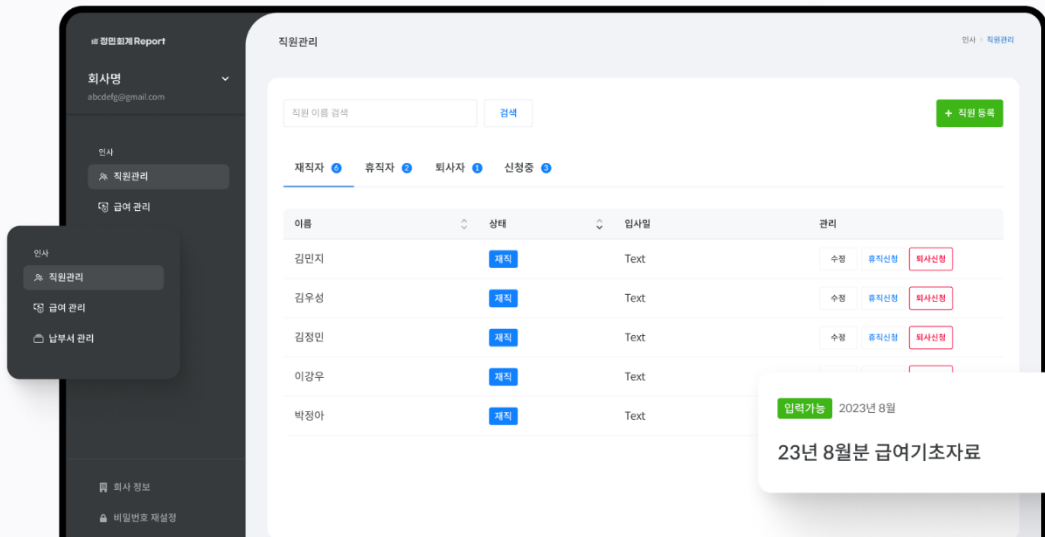 정민회계 Report
회사명
abcdefg@gmail.com
인사
직원관리
급여 관리
인사
직원관리
급여 관리
납부서 관리
회사 정보
비밀번호 재설정
직원관리
인사 직원관리
직원 이름 검색 검색 + 직원 등록
재직자 6 휴직자 2 퇴사자 1 신청중 3
이름 상태 입사일 관리
김민지 재직 Text 수정 휴직신청 퇴사신청
김우성 재직 Text 수정 휴직신청 퇴사신청
김정민 재직 Text 수정 휴직신청 퇴사신청
이강우 재직 Text
박정아 재직 Text
입력가능 2023년 8월
23년 8월분 급여기초자료